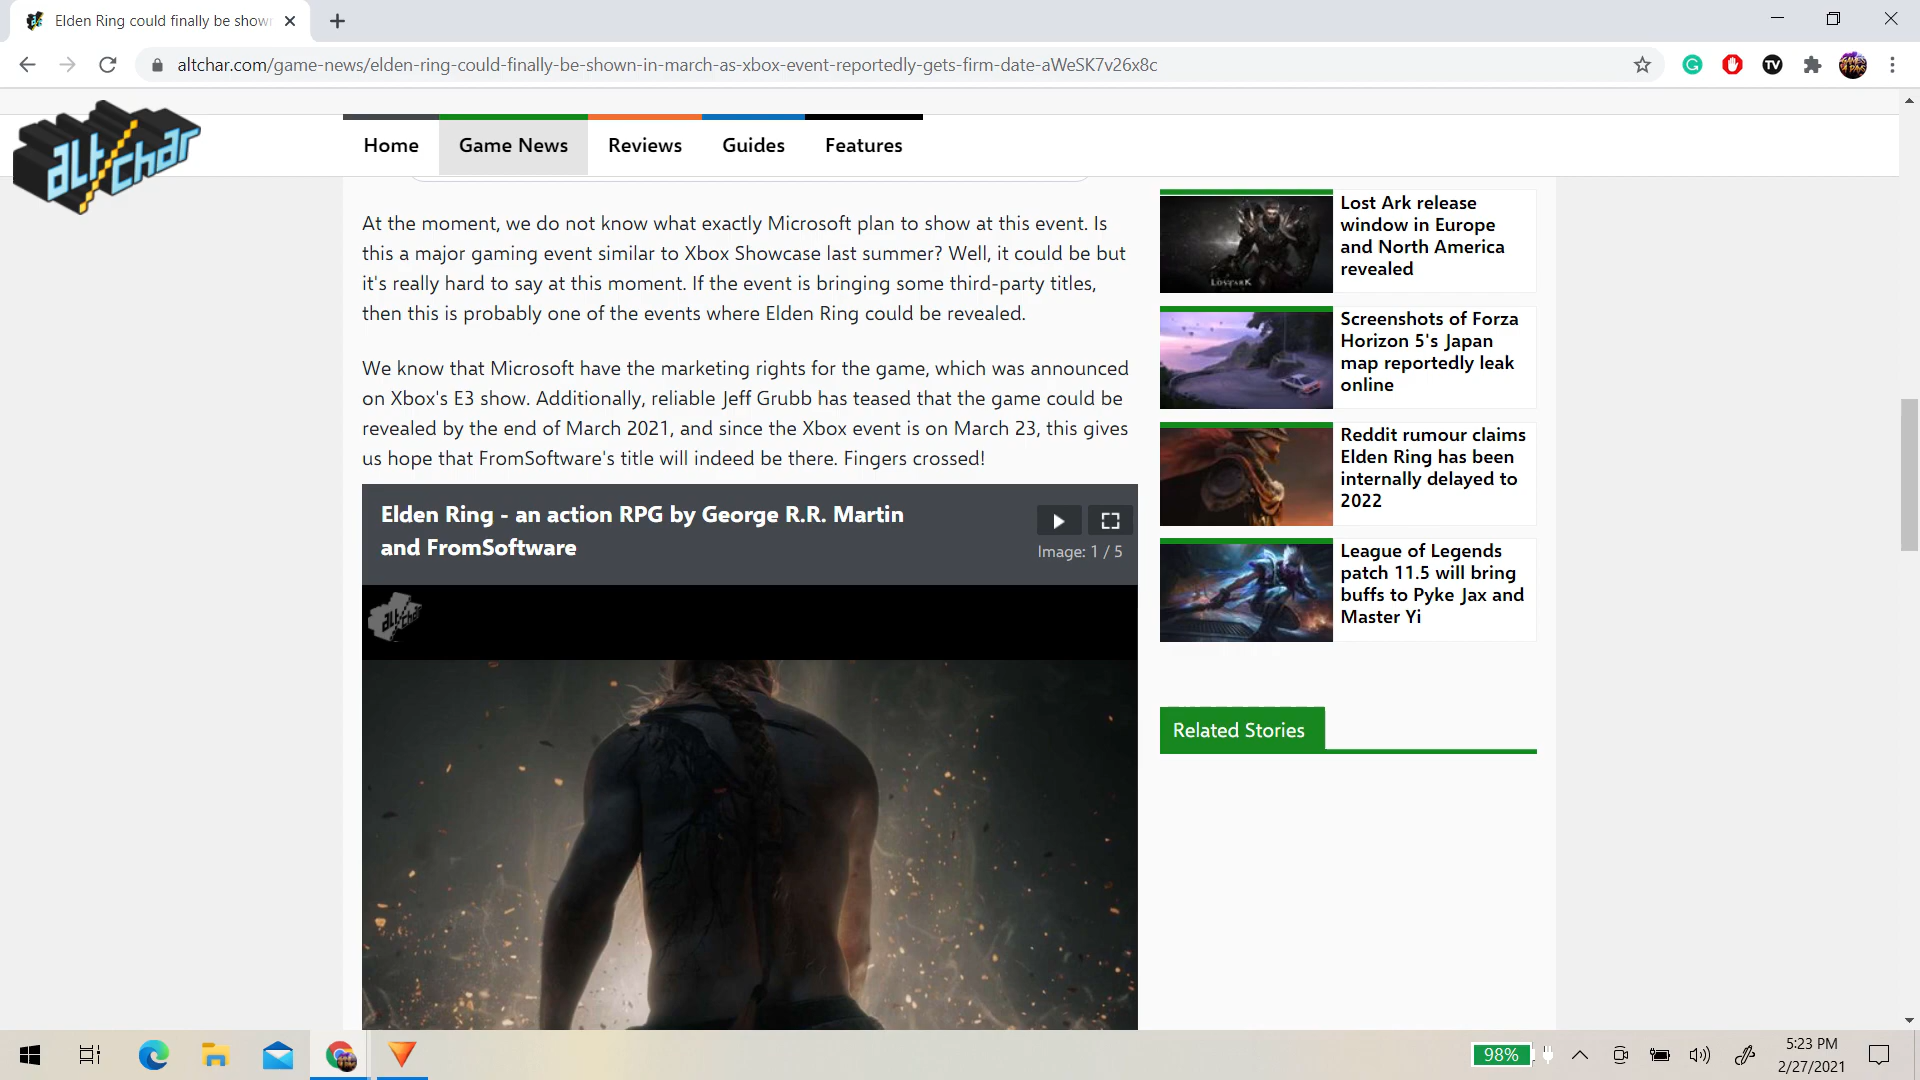 Elden Ring could finally be show
altchar.com/game-news/elden-ring-could-finally-be-shown-in-march-as-xbox-event-reportedly-gets-firm-date-aWeSK7v26x8c
alt/char
Home
Game News
Reviews
Guides
Features
At the moment, we do not know what exactly Microsoft plan to show at this event. Is
this a major gaming event similar to Xbox Showcase last summer? Well, it could be but
it's really hard to say at this moment. If the event is bringing some third-party titles,
then this is probably one of the events where Elden Ring could be revealed.
We know that Microsoft have the marketing rights for the game, which was announced
on Xbox's E3 show. Additionally, reliable Jeff Grubb has teased that the game could be
revealed by the end of March 2021, and since the Xbox event is on March 23, this gives
us hope that FromSoftware's title will indeed be there. Fingers crossed!
Elden Ring - an action RPG by George R.R. Martin
and FromSoftware
Image: 1 / 5
alt/char
LOST ARK
Lost Ark release
window in Europe
and North America
revealed
Screenshots of Forza
Horizon 5's Japan
map reportedly leak
online
Reddit rumour claims
Elden Ring has been
internally delayed to
2022
League of Legends
patch 11.5 will bring
buffs to Pyke Jax and
Master Yi
Related Stories
98%
5:23 PM
2/27/2021